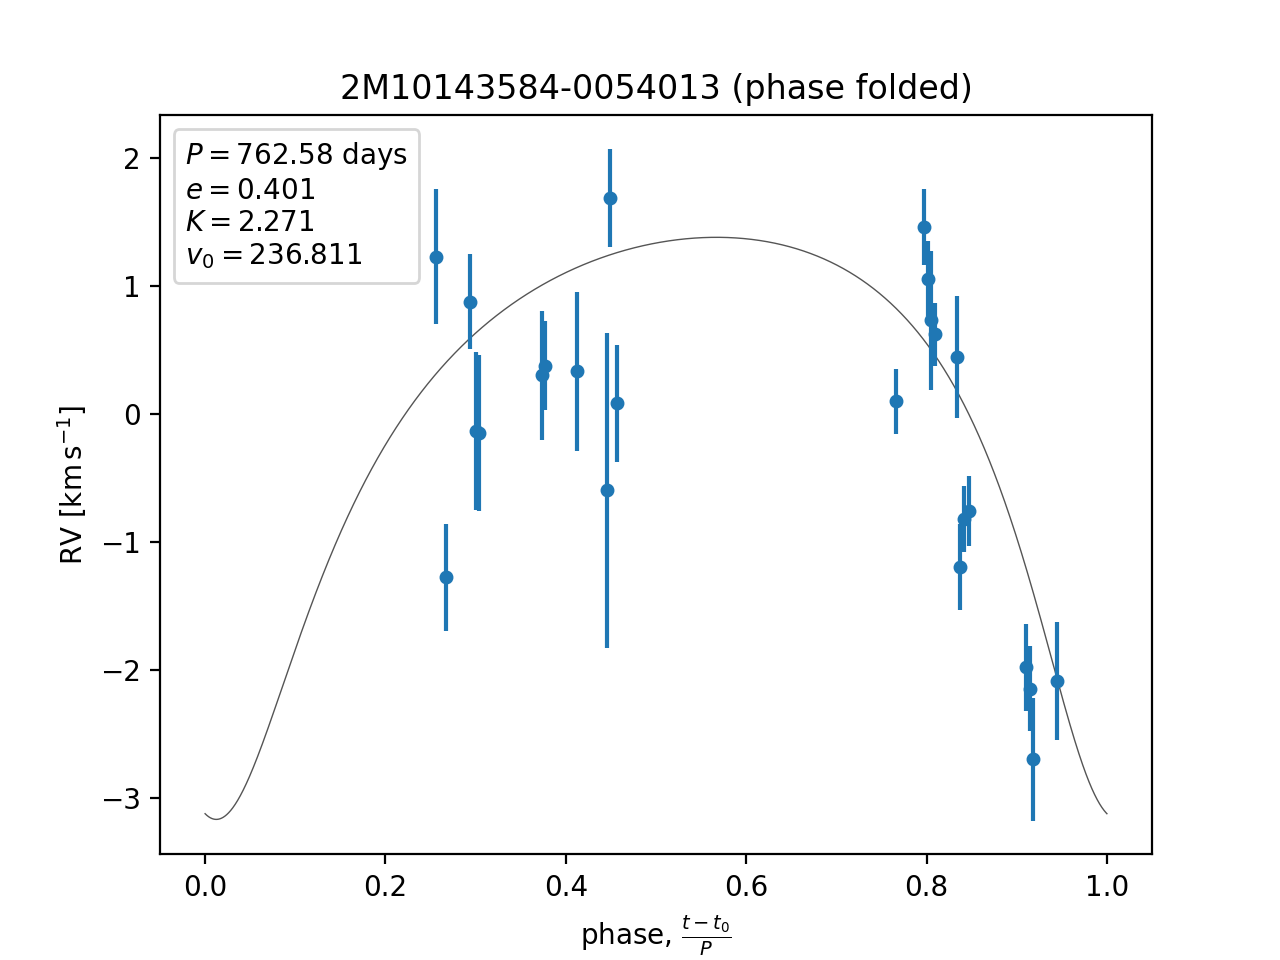 2M10143584-0054013 (phase folded)
P = 762.58 days
e = 0.401
K = 2.271
v₀ = 236.811
2
1
0
−1
−2
−3
RV [km s⁻¹]
0.0 0.2 0.4 0.6 0.8 1.0
phase, (t − t₀)/P